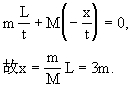 m L/t + M(-x/t) = 0,
故x = m/M L = 3m.